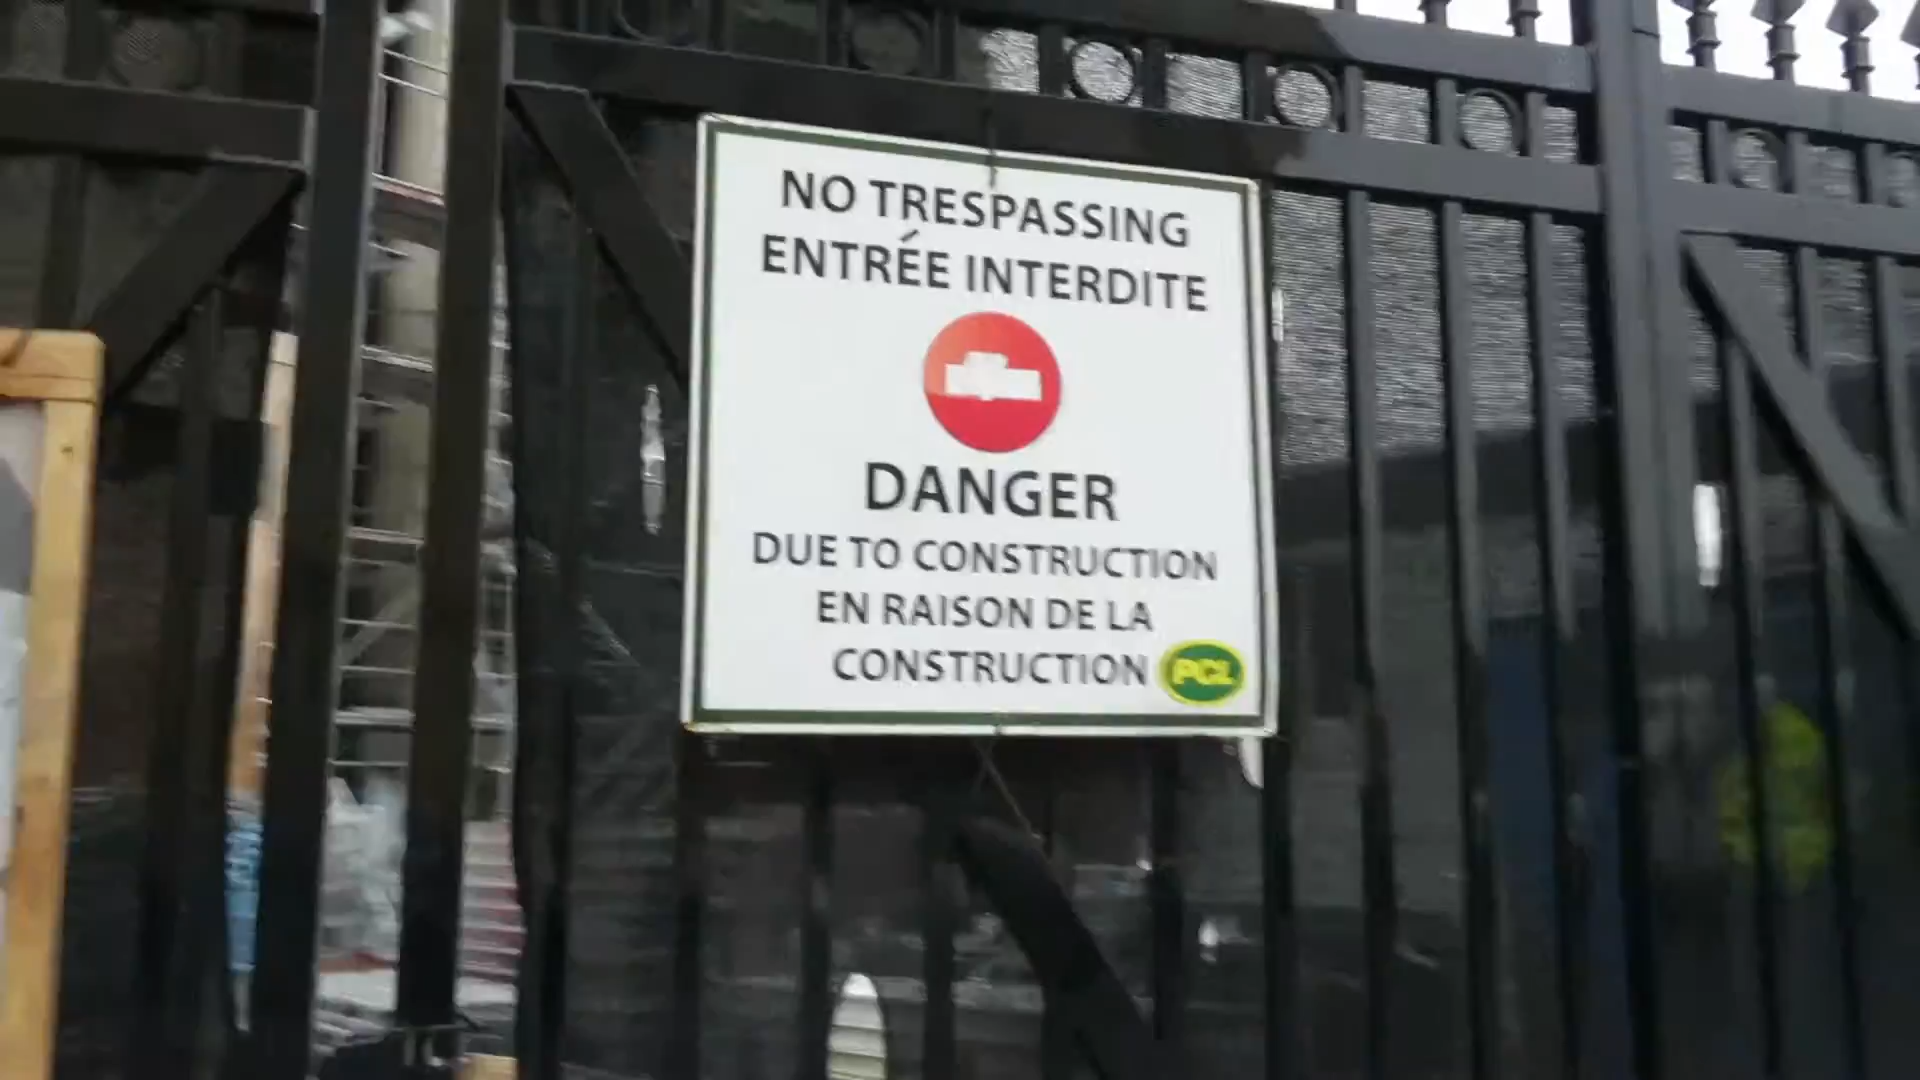 NO TRESPASSING
ENTRÉE INTERDITE
DANGER
DUE TO CONSTRUCTION
EN RAISON DE LA
CONSTRUCTION PCL